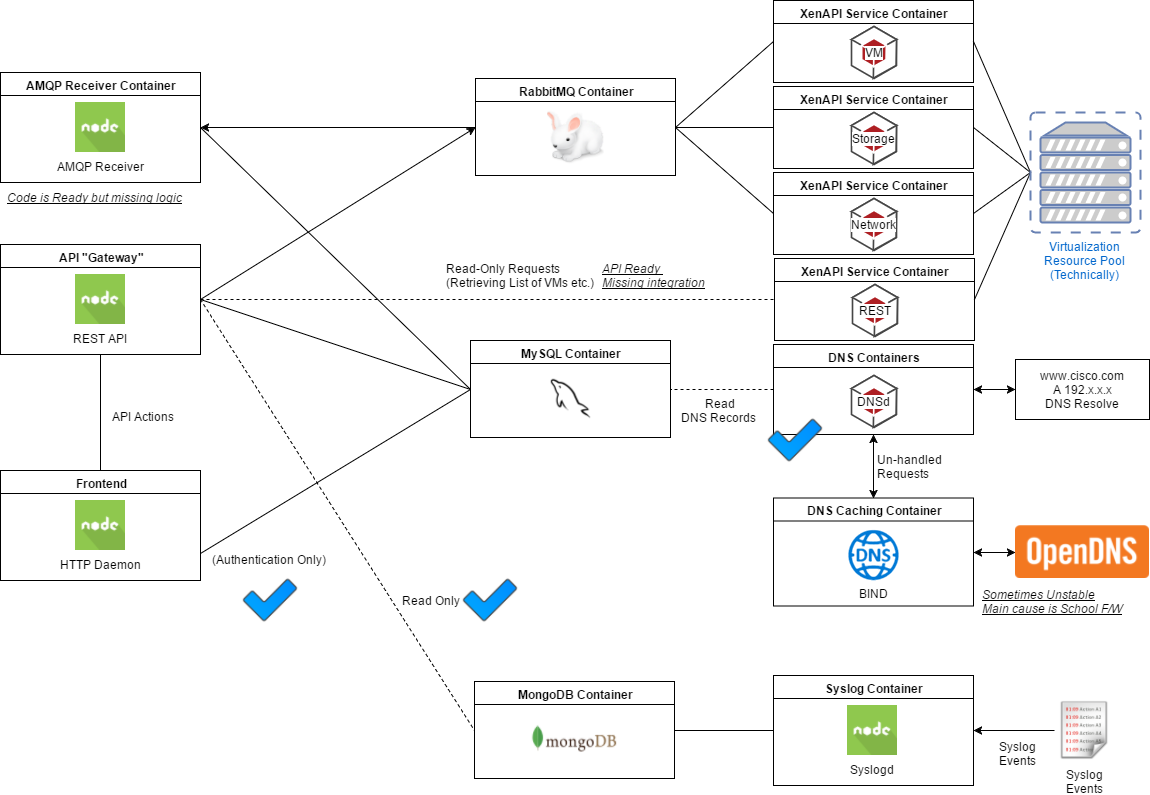 XenAPI Service Container
VM
AMQP Receiver Container
node
AMQP Receiver
Code is Ready but missing logic
RabbitMQ Container
XenAPI Service Container
Storage
XenAPI Service Container
Network
Virtualization
Resource Pool
(Technically)
API "Gateway"
node
REST API
Read-Only Requests
(Retrieving List of VMs etc.)
API Ready
Missing integration
XenAPI Service Container
REST
MySQL Container
Read
DNS Records
DNS Containers
DNSd
www.cisco.com
A 192.x.x.x
DNS Resolve
API Actions
Un-handled
Requests
Frontend
node
HTTP Daemon
(Authentication Only)
Read Only
DNS Caching Container
DNS
BIND
OpenDNS
Sometimes Unstable
Main cause is School F/W
MongoDB Container
mongoDB
Syslog Container
node
Syslogd
Syslog
Events
Syslog
Events